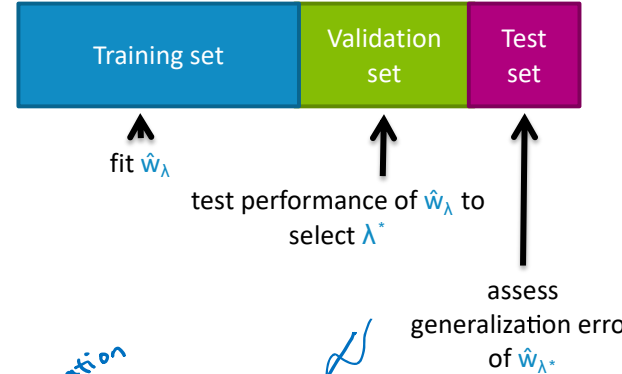 Training set
Validation
set
Test
set
fit ŵλ
test performance of ŵλ to
select λ*
assess
generalization erro
of ŵλ*
ation